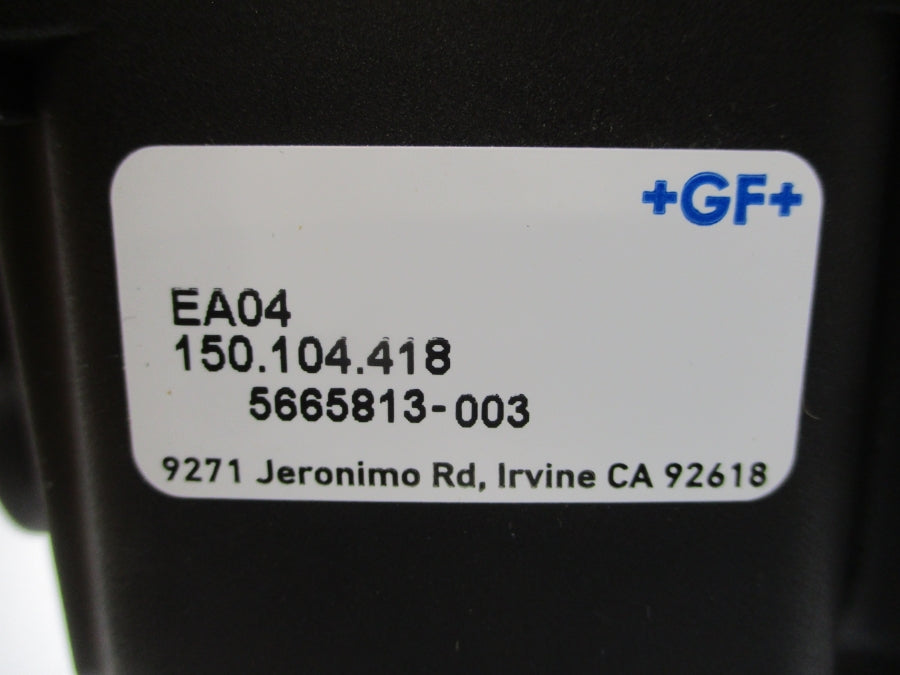 +GF+
EA04
150.104.418
5665813-003
9271 Jeronimo Rd, Irvine CA 92618